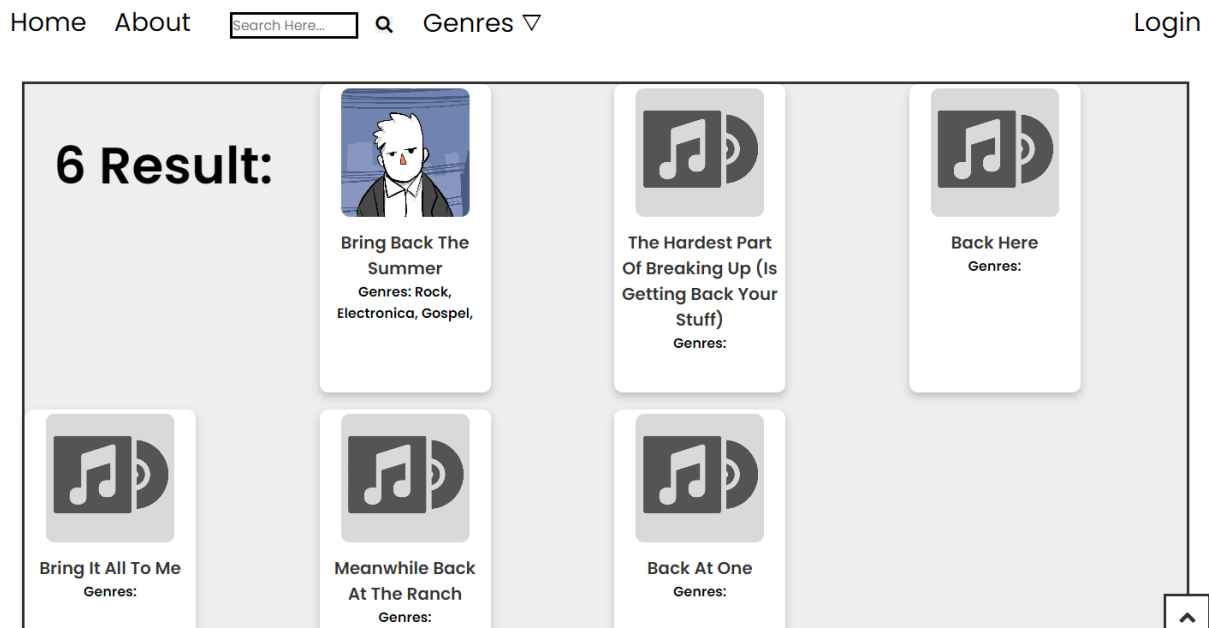 Home About Search Here... Genres ▽ Login
6 Result:
Bring Back The
Summer
Genres: Rock,
Electronica, Gospel,
The Hardest Part
Of Breaking Up (Is
Getting Back Your
Stuff)
Genres:
Back Here
Genres:
Bring It All To Me
Genres:
Meanwhile Back
At The Ranch
Genres:
Back At One
Genres: